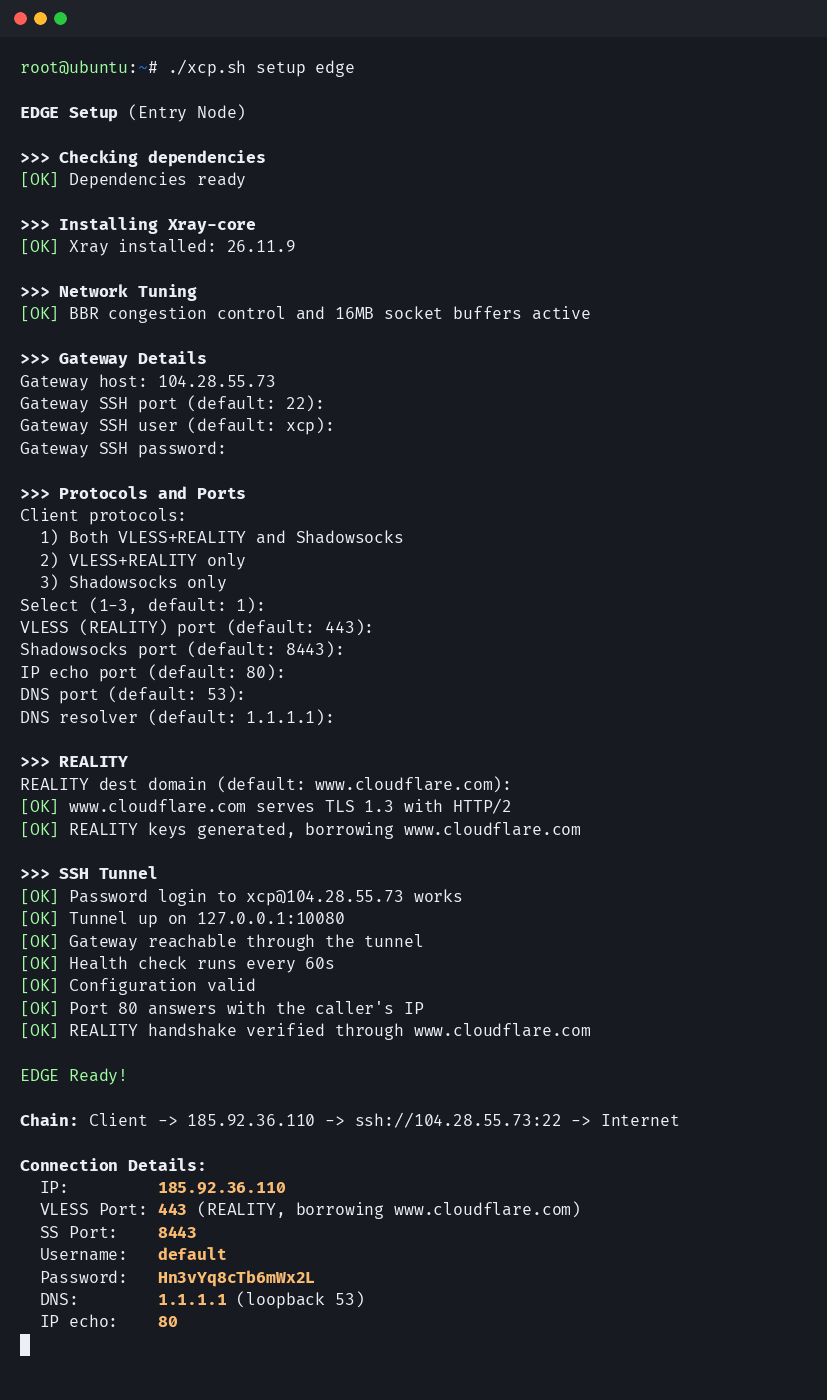 root@ubuntu:~# ./xcp.sh setup edge
EDGE Setup (Entry Node)
>>> Checking dependencies
[OK] Dependencies ready
>>> Installing Xray-core
[OK] Xray installed: 26.11.9
>>> Network Tuning
[OK] BBR congestion control and 16MB socket buffers active
>>> Gateway Details
Gateway host: 104.28.55.73
Gateway SSH port (default: 22):
Gateway SSH user (default: xcp):
Gateway SSH password:
>>> Protocols and Ports
Client protocols:
  1) Both VLESS+REALITY and Shadowsocks
  2) VLESS+REALITY only
  3) Shadowsocks only
Select (1-3, default: 1):
VLESS (REALITY) port (default: 443):
Shadowsocks port (default: 8443):
IP echo port (default: 80):
DNS port (default: 53):
DNS resolver (default: 1.1.1.1):
>>> REALITY
REALITY dest domain (default: www.cloudflare.com):
[OK] www.cloudflare.com serves TLS 1.3 with HTTP/2
[OK] REALITY keys generated, borrowing www.cloudflare.com
>>> SSH Tunnel
[OK] Password login to xcp@104.28.55.73 works
[OK] Tunnel up on 127.0.0.1:10080
[OK] Gateway reachable through the tunnel
[OK] Health check runs every 60s
[OK] Configuration valid
[OK] Port 80 answers with the caller's IP
[OK] REALITY handshake verified through www.cloudflare.com
EDGE Ready!
Chain: Client -> 185.92.36.110 -> ssh://104.28.55.73:22 -> Internet
Connection Details:
  IP:         185.92.36.110
  VLESS Port: 443 (REALITY, borrowing www.cloudflare.com)
  SS Port:    8443
  Username:   default
  Password:   Hn3vYq8cTb6mWx2L
  DNS:        1.1.1.1 (loopback 53)
  IP echo:    80